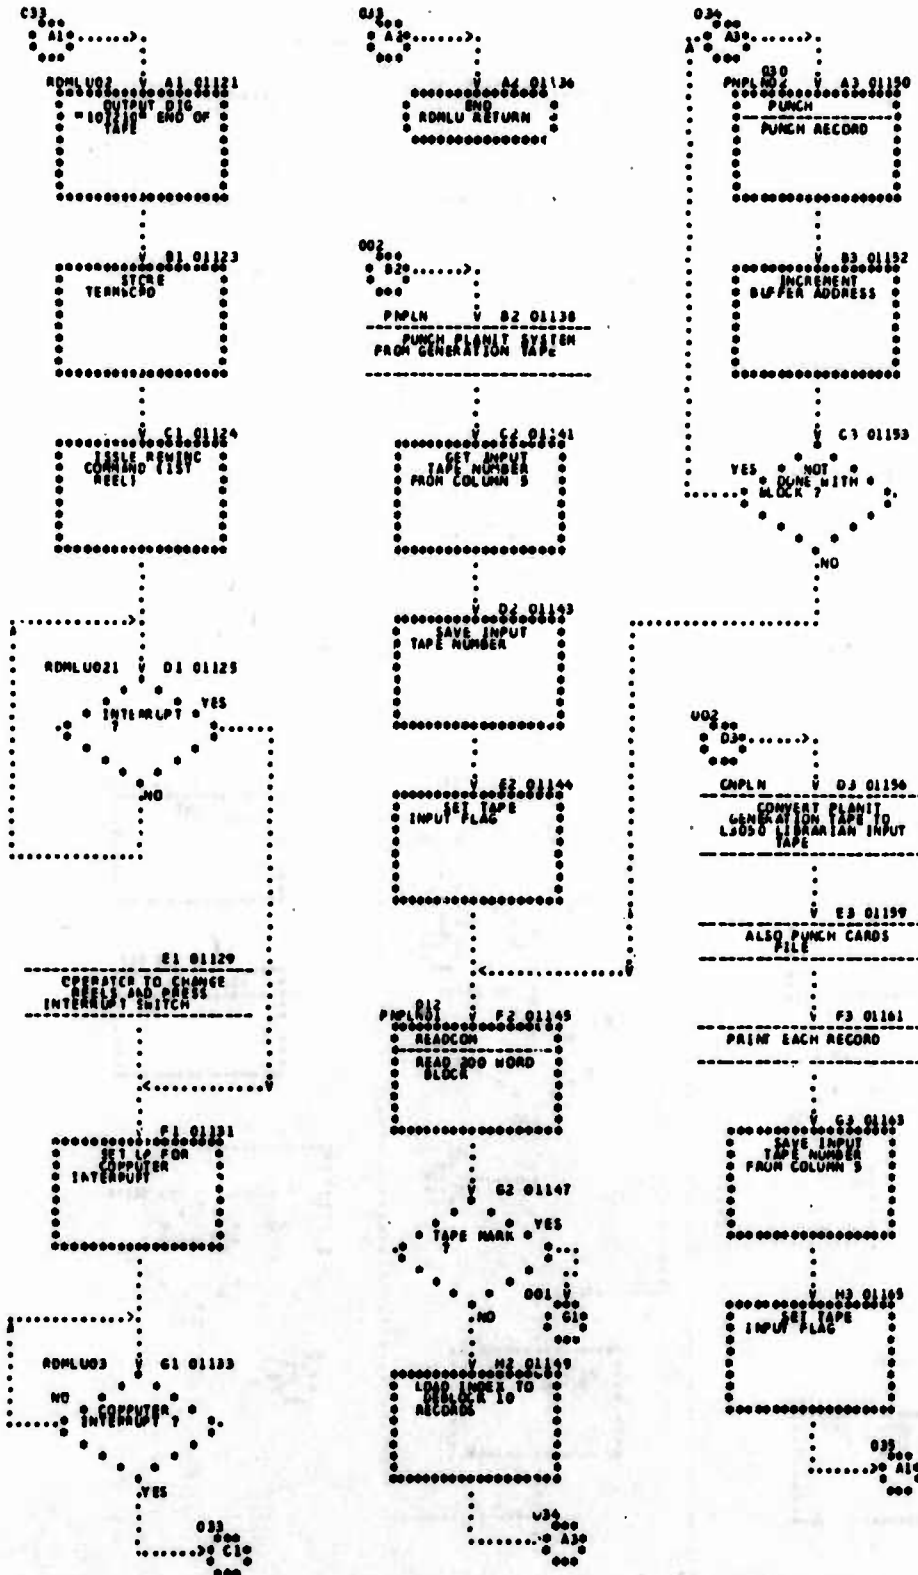 C33
A1
RDMLU02 A1 01121
OUTPUT DIG
END OF
TAPE
B1 01123
STORE
C1 01124
ISSUE REWIND
COMMAND (1ST
REEL)
RDMLU021 D1 01125
INTERRUPT
?
YES
NO
E1 01129
OPERATOR TO CHANGE
REELS AND PRESS
INTERRUPT SWITCH
F1 01131
SET UP FOR
COMPUTER
INTERRUPT
RDMLU03 G1 01133
NO
COMPUTER
INTERRUPT ?
YES
033
C1
033
A2
A2 01136
END
RDMLU RETURN
002
B2
PNPLN B2 01138
PUNCH PLANIT SYSTEM
FROM GENERATION TAPE
C2 01141
GET INPUT
TAPE NUMBER
FROM COLUMN 5
D2 01143
SAVE INPUT
TAPE NUMBER
E2 01144
SET TAPE
INPUT FLAG
012
PNPLN01 F2 01145
READCOM
READ 200 WORD
BLOCK
G2 01147
TAPE MARK
?
YES
001
G1
NO
H2 01149
LOAD INDEX TO
DEBLOCK 10
RECORDS
034
A3
034
A3
030
PNPLN02 A3 01150
PUNCH
PUNCH RECORD
B3 01152
INCREMENT
BUFFER ADDRESS
C3 01153
YES
NOT
DONE WITH
BLOCK ?
NO
002
D3
CNPLN D3 01156
CONVERT PLANIT
GENERATION TAPE TO
L3050 LIBRARIAN INPUT
TAPE
E3 01159
ALSO PUNCH CARDS
FILE
F3 01161
PRINT EACH RECORD
G3 01163
SAVE INPUT
TAPE NUMBER
FROM COLUMN 5
H3 01165
SET TAPE
INPUT FLAG
035
A1